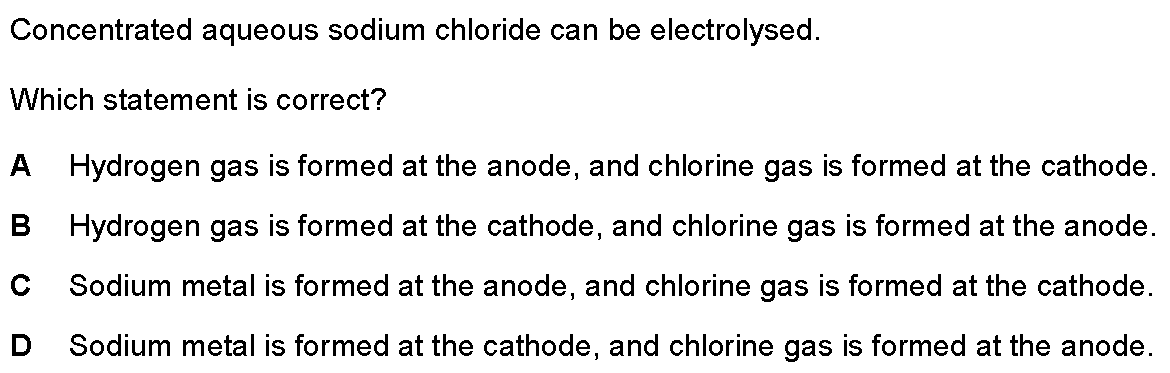 Concentrated aqueous sodium chloride can be electrolysed.
Which statement is correct?
A Hydrogen gas is formed at the anode, and chlorine gas is formed at the cathode.
B Hydrogen gas is formed at the cathode, and chlorine gas is formed at the anode.
C Sodium metal is formed at the anode, and chlorine gas is formed at the cathode.
D Sodium metal is formed at the cathode, and chlorine gas is formed at the anode.